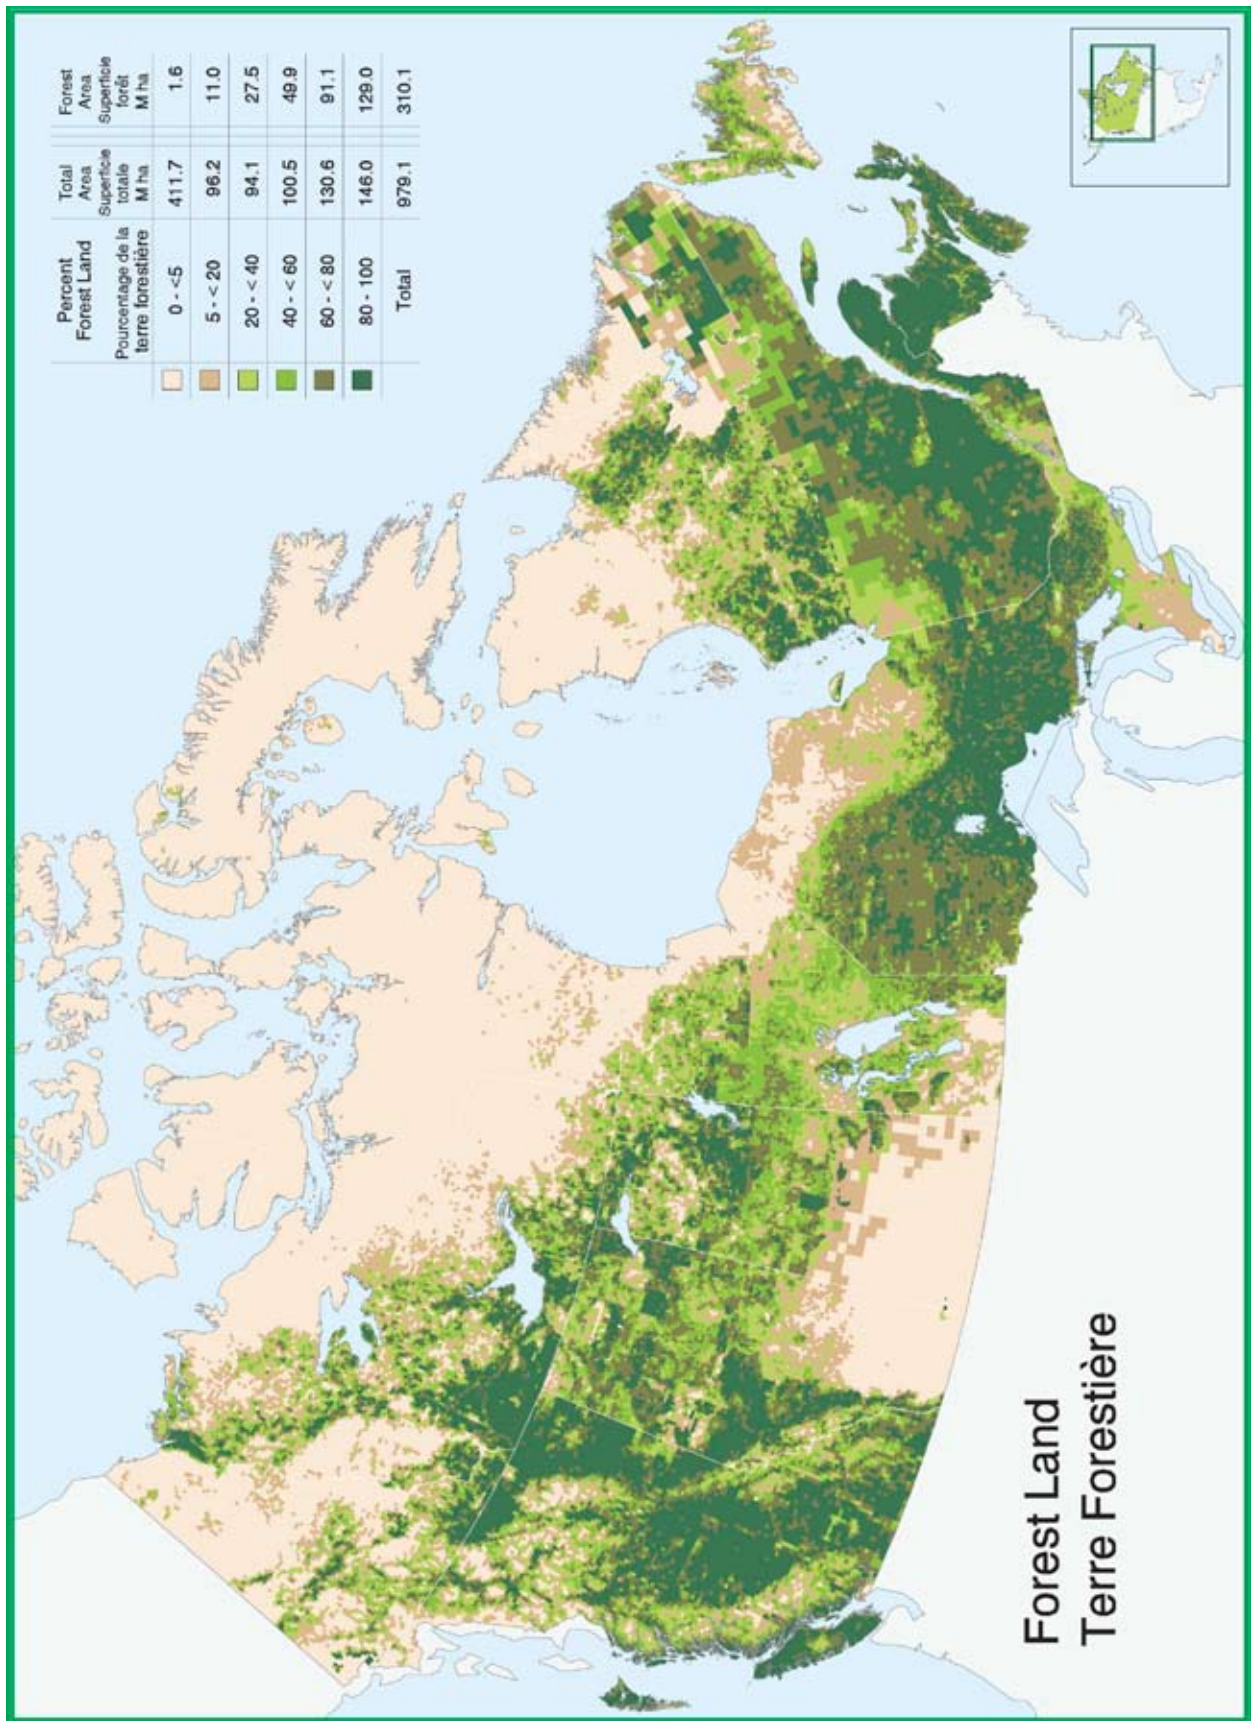 Percent
Forest Land
Pourcentage de la
terre forestière
Total
Area
Superficie
totale
M ha
Forest
Area
Superficie
forêt
M ha
0 - <5 411.7 1.6
5 - < 20 96.2 11.0
20 - < 40 94.1 27.5
40 - < 60 100.5 49.9
60 - < 80 130.6 91.1
80 - 100 146.0 129.0
Total 979.1 310.1
Forest Land
Terre Forestière